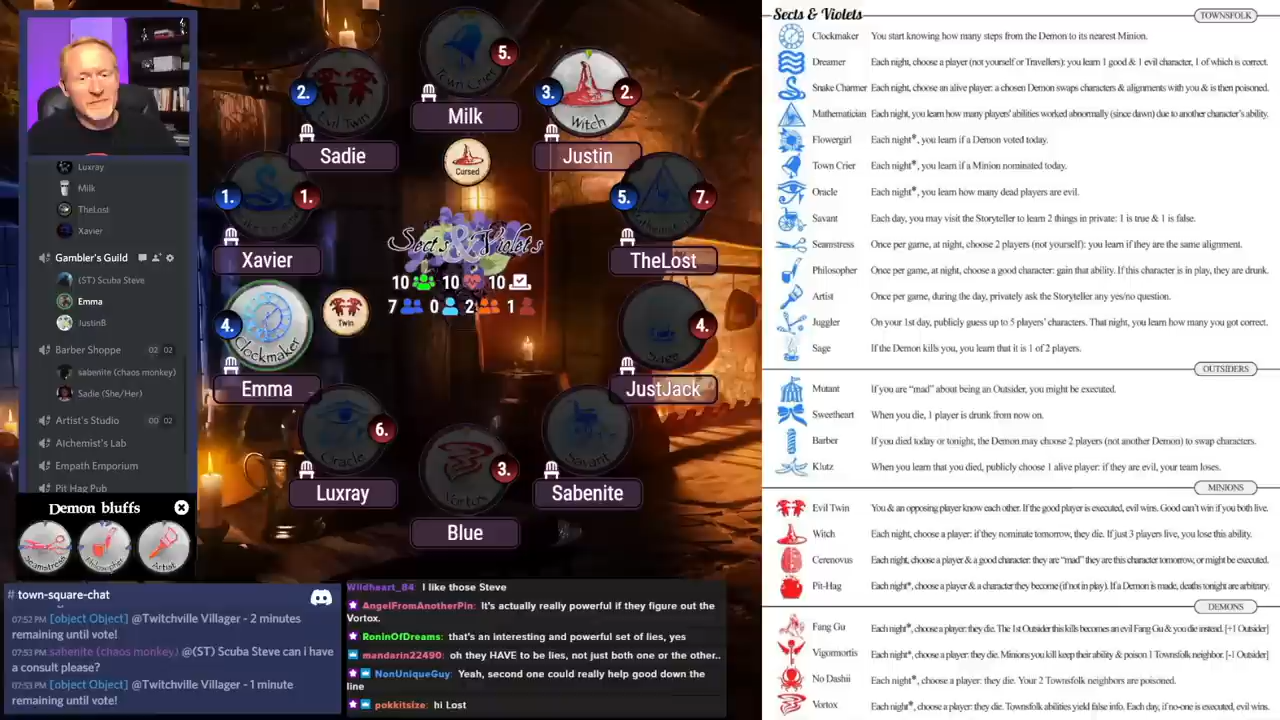 Luxray
Milk
TheLost
Xavier
Gambler's Guild
(ST) Scuba Steve
Emma
JustinB
Barber Shoppe 02 02
sabenite (chaos monkey)
Sadie (She/Her)
Artist's Studio 00 02
Alchemist's Lab
Empath Emporium
Pit Hag Pub
Demon bluffs
Seamstress
Juggler
Artist
# town-square-chat
07:52 PM [object Object] @Twitchville Villager - 2 minutes
remaining until vote!
07:53 PM sabenite (chaos monkey) @(ST) Scuba Steve can i have
a consult please?
07:53 PM [object Object] @Twitchville Villager - 1 minute
remaining until vote!
Wildheart_84: I like those Steve
AngelFromAnotherPin: It's actually really powerful if they figure out the
Vortox.
RoninOfDreams: that's an interesting and powerful set of lies, yes
mandarin22490: oh they HAVE to be lies, not just both one or the other..
NonUniqueGuy: Yeah, second one could really help good down the
line
pokkitsize: hi Lost
Town Crier
5.
Milk
2.
Evil Twin
Sadie
3.
2.
Witch
Justin
Cursed
1.
1.
Xavier
5.
7.
TheLost
Sects & Violets
10 10 10
7 0 2 1
4.
Clockmaker
Twin
Emma
4.
Sage
JustJack
Oracle
6.
Luxray
Vortox
3.
Blue
Savant
Sabenite
Sects & Violets
TOWNSFOLK
Clockmaker You start knowing how many steps from the Demon to its nearest Minion.
Dreamer Each night, choose a player (not yourself or Travellers): you learn 1 good & 1 evil character, 1 of which is correct.
Snake Charmer Each night, choose an alive player: a chosen Demon swaps characters & alignments with you & is then poisoned.
Mathematician Each night, you learn how many players' abilities worked abnormally (since dawn) due to another character's ability.
Flowergirl Each night*, you learn if a Demon voted today.
Town Crier Each night*, you learn if a Minion nominated today.
Oracle Each night*, you learn how many dead players are evil.
Savant Each day, you may visit the Storyteller to learn 2 things in private: 1 is true & 1 is false.
Seamstress Once per game, at night, choose 2 players (not yourself): you learn if they are the same alignment.
Philosopher Once per game, at night, choose a good character: gain that ability. If this character is in play, they are drunk.
Artist Once per game, during the day, privately ask the Storyteller any yes/no question.
Juggler On your 1st day, publicly guess up to 5 players' characters. That night, you learn how many you got correct.
Sage If the Demon kills you, you learn that it is 1 of 2 players.
OUTSIDERS
Mutant If you are "mad" about being an Outsider, you might be executed.
Sweetheart When you die, 1 player is drunk from now on.
Barber If you died today or tonight, the Demon may choose 2 players (not another Demon) to swap characters.
Klutz When you learn that you died, publicly choose 1 alive player: if they are evil, your team loses.
MINIONS
Evil Twin You & an opposing player know each other. If the good player is executed, evil wins. Good can't win if you both live.
Witch Each night, choose a player: if they nominate tomorrow, they die. If just 3 players live, you lose this ability.
Cerenovus Each night, choose a player & a good character: they are "mad" they are this character tomorrow, or might be executed.
Pit-Hag Each night*, choose a player & a character they become (if not in play). If a Demon is made, deaths tonight are arbitrary.
DEMONS
Fang Gu Each night*, choose a player: they die. The 1st Outsider this kills becomes an evil Fang Gu & you die instead. [+1 Outsider]
Vigormortis Each night*, choose a player: they die. Minions you kill keep their ability & poison 1 Townsfolk neighbor. [-1 Outsider]
No Dashii Each night*, choose a player: they die. Your 2 Townsfolk neighbors are poisoned.
Vortox Each night*, choose a player: they die. Townsfolk abilities yield false info. Each day, if no-one is executed, evil wins.